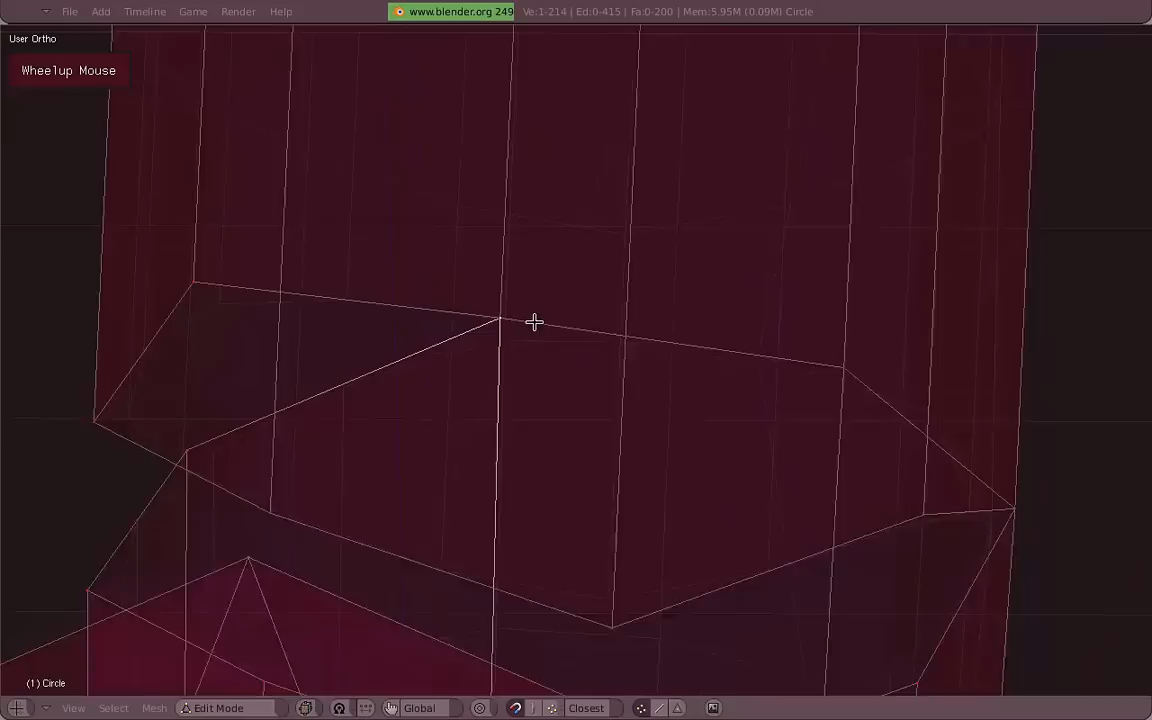 File Add Timeline Game Render Help www.blender.org 249 Ve:1-214 | Ed:0-415 | Fa:0-200 | Mem:5.95M (0.09M) Circle
User Ortho
Wheelup Mouse
(1) Circle
View Select Mesh Edit Mode Global Closest